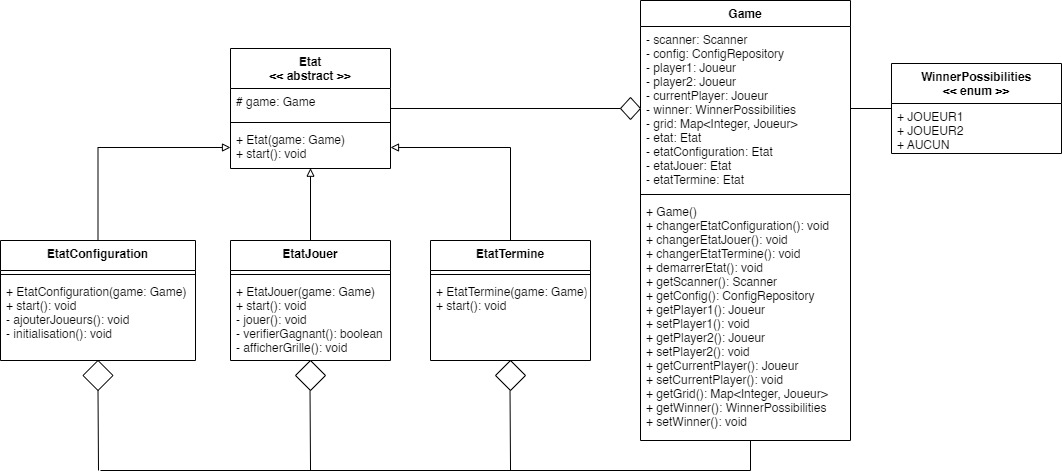 Etat
<< abstract >>
# game: Game
+ Etat(game: Game)
+ start(): void
EtatConfiguration
+ EtatConfiguration(game: Game)
+ start(): void
- ajouterJoueurs(): void
- initialisation(): void
EtatJouer
+ EtatJouer(game: Game)
+ start(): void
- jouer(): void
- verifierGagnant(): boolean
- afficherGrille(): void
EtatTermine
+ EtatTermine(game: Game)
+ start(): void
Game
- scanner: Scanner
- config: ConfigRepository
- player1: Joueur
- player2: Joueur
- currentPlayer: Joueur
- winner: WinnerPossibilities
- grid: Map<Integer, Joueur>
- etat: Etat
- etatConfiguration: Etat
- etatJouer: Etat
- etatTermine: Etat
+ Game()
+ changerEtatConfiguration(): void
+ changerEtatJouer(): void
+ changerEtatTermine(): void
+ demarrerEtat(): void
+ getScanner(): Scanner
+ getConfig(): ConfigRepository
+ getPlayer1(): Joueur
+ setPlayer1(): void
+ getPlayer2(): Joueur
+ setPlayer2(): void
+ getCurrentPlayer(): Joueur
+ setCurrentPlayer(): void
+ getGrid(): Map<Integer, Joueur>
+ getWinner(): WinnerPossibilities
+ setWinner(): void
WinnerPossibilities
<< enum >>
+ JOUEUR1
+ JOUEUR2
+ AUCUN